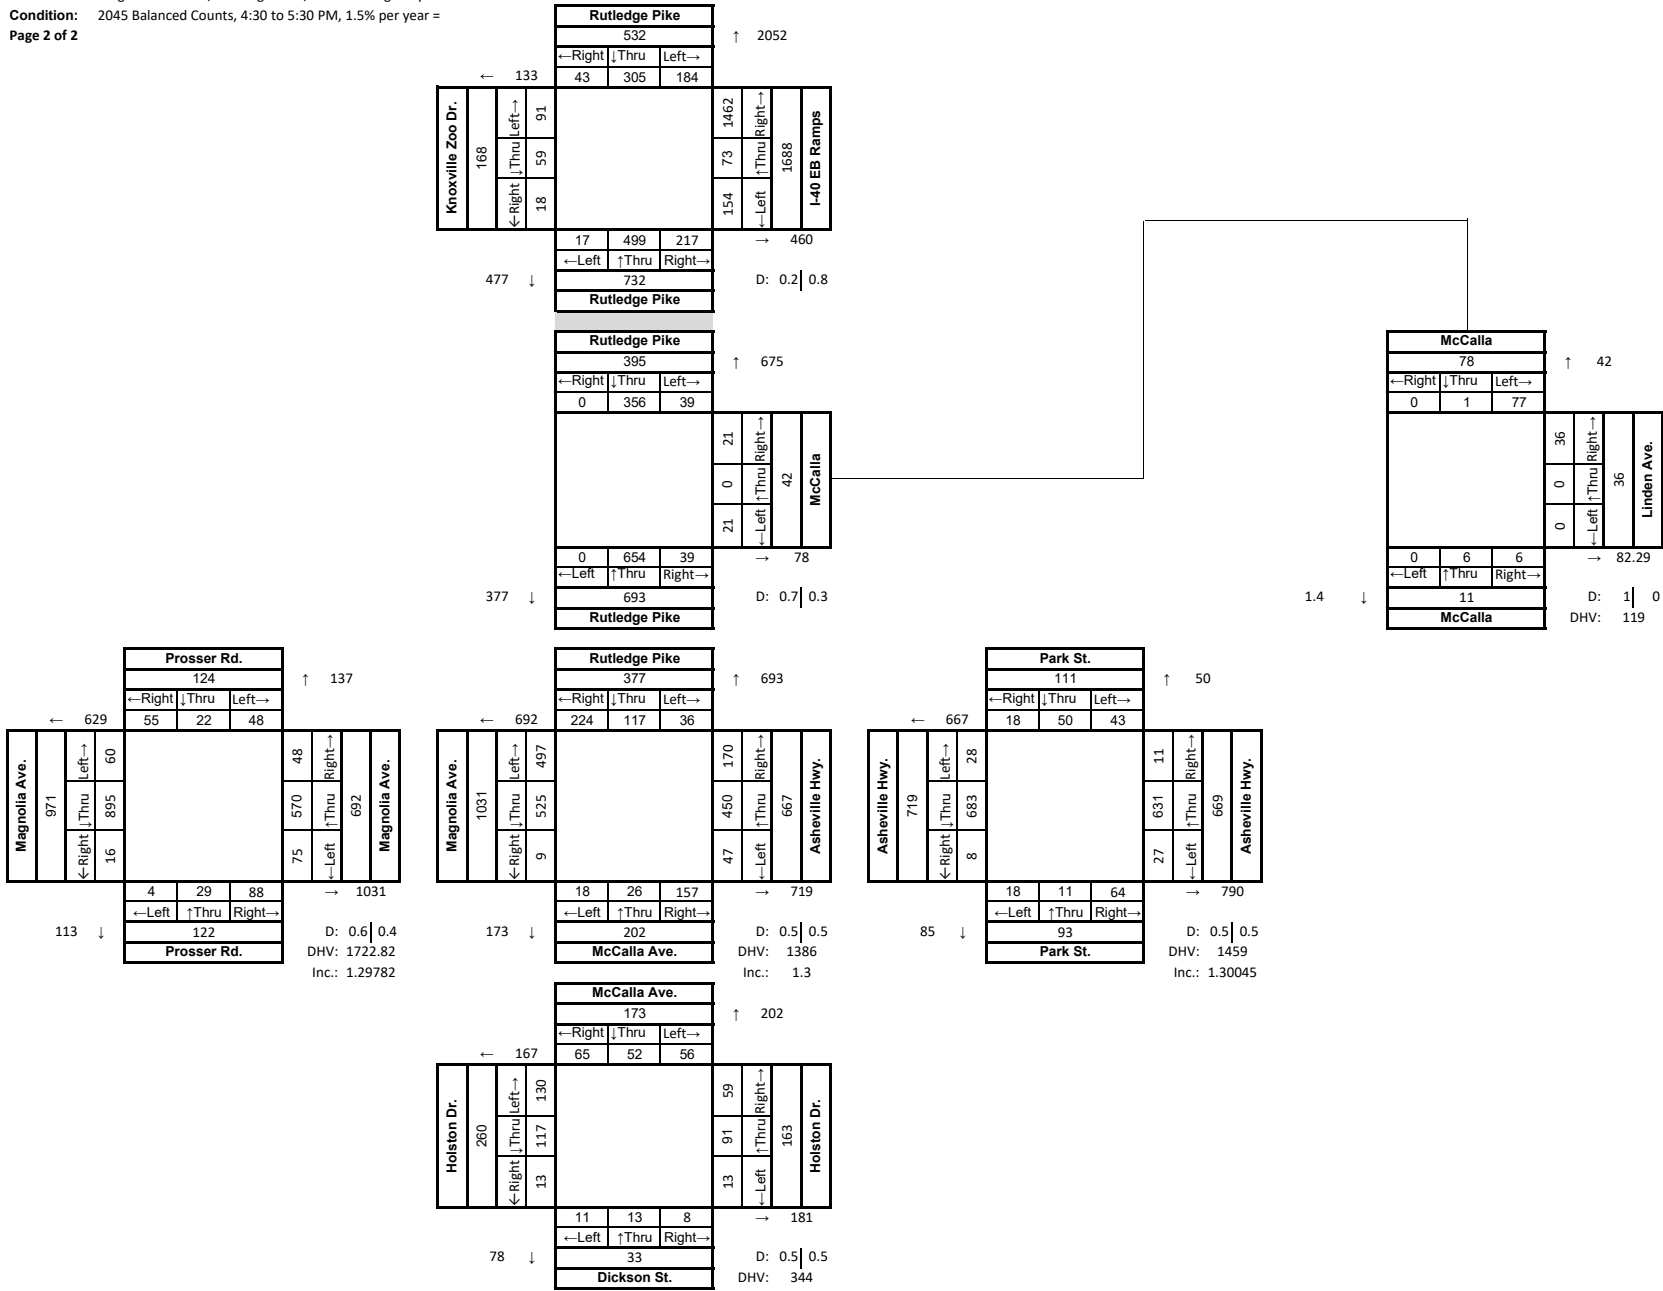 Condition: 2045 Balanced Counts, 4:30 to 5:30 PM, 1.5% per year =
Page 2 of 2
Rutledge Pike
532 ↑ 2052
←Right ↓Thru Left→
← 133 43 305 184
Knoxville Zoo Dr.
168
←Right ↓Thru Left→
18 59 91
1462 73 154
←Left ↑Thru Right→
1688
I-40 EB Ramps
17 499 217 → 460
←Left ↑Thru Right→
477 ↓ 732 D: 0.2 0.8
Rutledge Pike
Rutledge Pike
395 ↑ 675
←Right ↓Thru Left→
0 356 39
21 0 21
←Left ↑Thru Right→
42
McCalla
0 654 39 → 78
←Left ↑Thru Right→
377 ↓ 693 D: 0.7 0.3
Rutledge Pike
McCalla
78 ↑ 42
←Right ↓Thru Left→
0 1 77
36 0 0
←Left ↑Thru Right→
36
Linden Ave.
0 6 6 → 82.29
←Left ↑Thru Right→
1.4 ↓ 11 D: 1 0
McCalla DHV: 119
Prosser Rd.
124 ↑ 137
←Right ↓Thru Left→
← 629 55 22 48
Magnolia Ave.
971
←Right ↓Thru Left→
16 895 60
48 570 75
←Left ↑Thru Right→
692
Magnolia Ave.
4 29 88 → 1031
←Left ↑Thru Right→
113 ↓ 122 D: 0.6 0.4
Prosser Rd. DHV: 1722.82
Inc.: 1.29782
Rutledge Pike
377 ↑ 693
←Right ↓Thru Left→
← 692 224 117 36
Magnolia Ave.
1031
←Right ↓Thru Left→
9 525 497
170 450 47
←Left ↑Thru Right→
667
Asheville Hwy.
18 26 157 → 719
←Left ↑Thru Right→
173 ↓ 202 D: 0.5 0.5
McCalla Ave. DHV: 1386
Inc.: 1.3
Park St.
111 ↑ 50
←Right ↓Thru Left→
← 667 18 50 43
Asheville Hwy.
719
←Right ↓Thru Left→
8 683 28
11 631 27
←Left ↑Thru Right→
669
Asheville Hwy.
18 11 64 → 790
←Left ↑Thru Right→
85 ↓ 93 D: 0.5 0.5
Park St. DHV: 1459
Inc.: 1.30045
McCalla Ave.
173 ↑ 202
←Right ↓Thru Left→
← 167 65 52 56
Holston Dr.
260
←Right ↓Thru Left→
13 117 130
59 91 13
←Left ↑Thru Right→
163
Holston Dr.
11 13 8 → 181
←Left ↑Thru Right→
78 ↓ 33 D: 0.5 0.5
Dickson St. DHV: 344